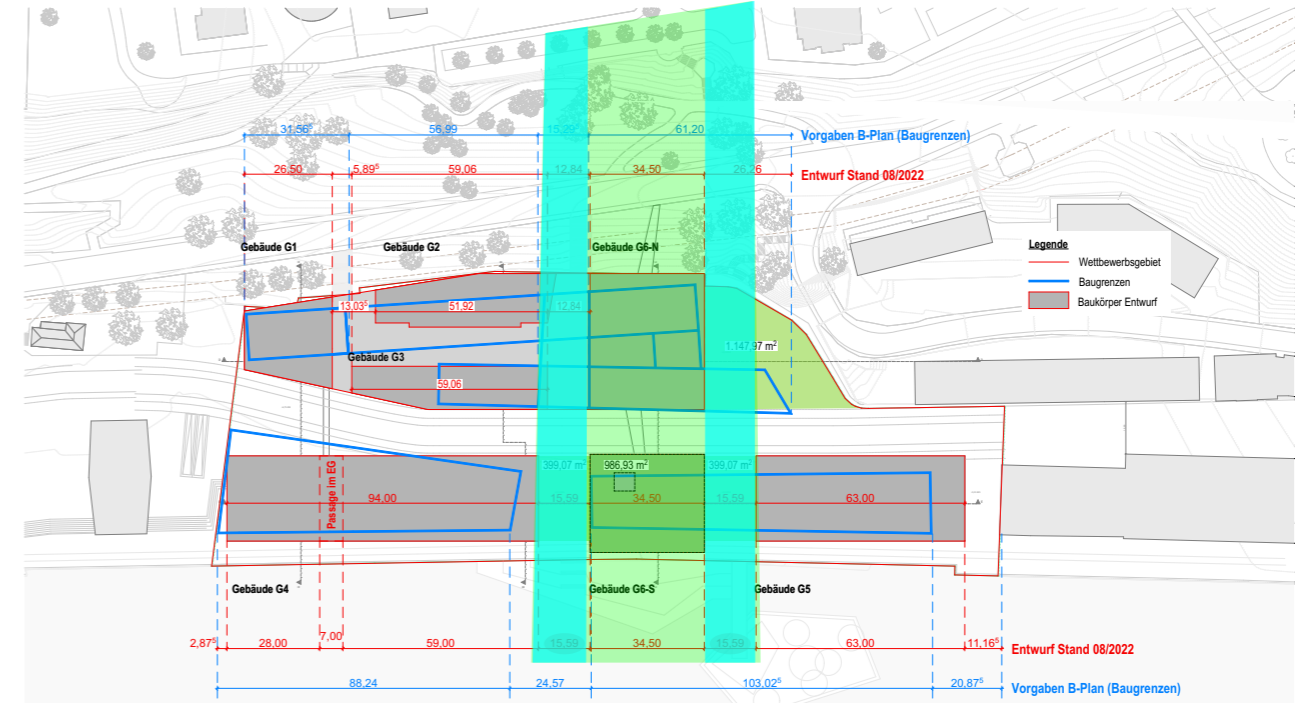 31,56⁵ 56,99 15,29⁵ 61,20 Vorgaben B-Plan (Baugrenzen)
26,50 5,89⁵ 59,06 12,84 34,50 26,26 Entwurf Stand 08/2022
Gebäude G1 Gebäude G2 Gebäude G6-N
Legende
Wettbewerbsgebiet
Baugrenzen
Baukörper Entwurf
13,03⁵ 51,92 12,84
1.147,97 m²
Gebäude G3
59,06
399,07 m² 986,93 m² 399,07 m²
Passage im EG
94,00 15,59 34,50 15,59 63,00
Gebäude G4 Gebäude G6-S Gebäude G5
2,87⁵ 28,00 7,00 59,00 15,59 34,50 15,59 63,00 11,16⁵ Entwurf Stand 08/2022
88,24 24,57 103,02⁵ 20,87⁵ Vorgaben B-Plan (Baugrenzen)